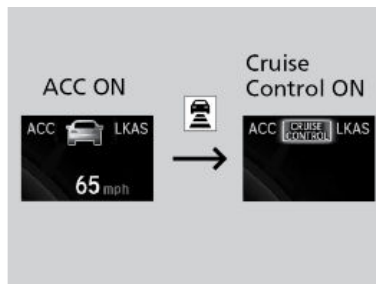 ACC ON
ACC LKAS
65 mph
Cruise
Control ON
ACC CRUISE CONTROL LKAS